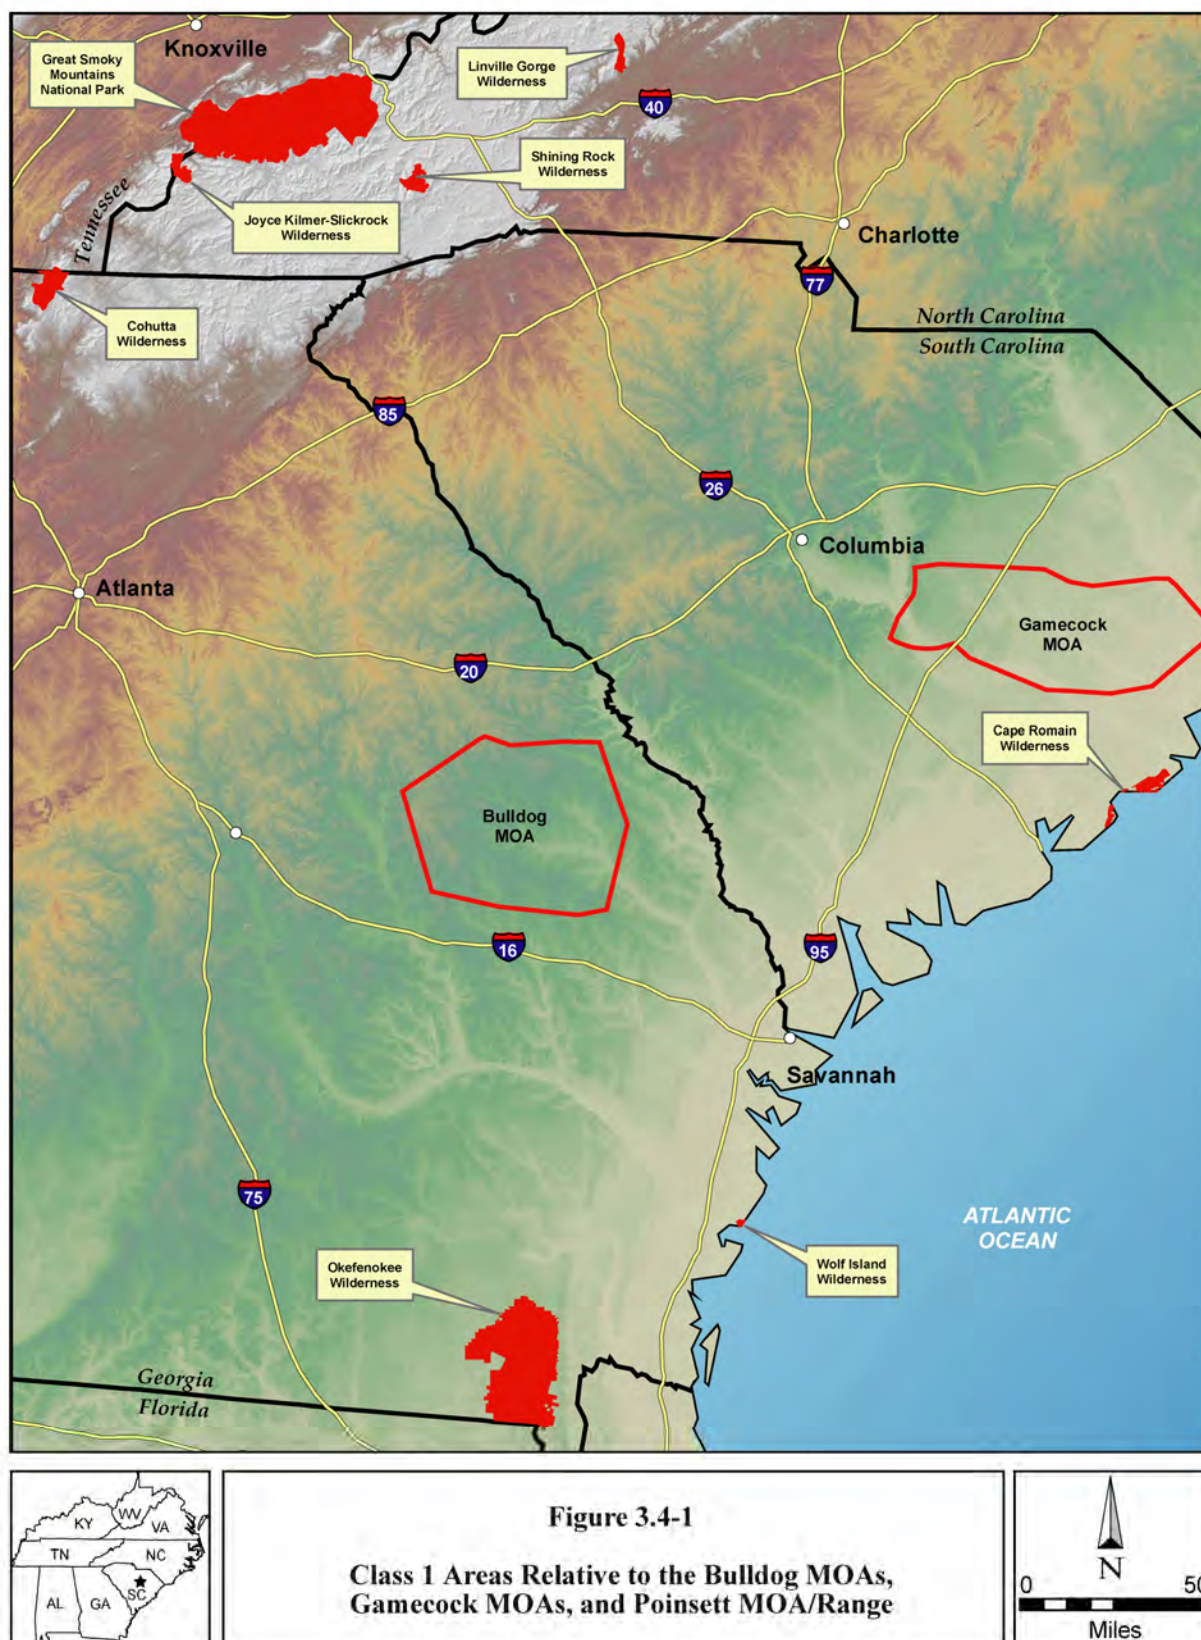 Knoxville
Great Smoky
Mountains
National Park
Linville Gorge
Wilderness
40
Shining Rock
Wilderness
Tennessee
Joyce Kilmer-Slickrock
Wilderness
Charlotte
77
Cohutta
Wilderness
North Carolina
South Carolina
85
26
Columbia
Atlanta
Gamecock
MOA
20
Cape Romain
Wilderness
Bulldog
MOA
16
95
Savannah
75
ATLANTIC
OCEAN
Okefenokee
Wilderness
Wolf Island
Wilderness
Georgia
Florida
KY
WV
VA
TN
NC
SC
AL
GA
Figure 3.4-1
Class 1 Areas Relative to the Bulldog MOAs,
Gamecock MOAs, and Poinsett MOA/Range
N
0 50
Miles